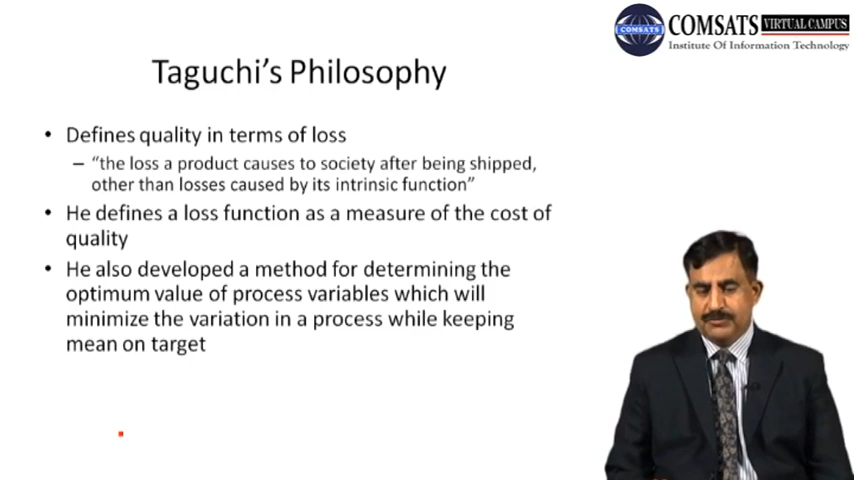 COMSATS VIRTUAL CAMPUS
COMSATS
Institute Of Information Technology
Taguchi's Philosophy
• Defines quality in terms of loss
– "the loss a product causes to society after being shipped,
other than losses caused by its intrinsic function"
• He defines a loss function as a measure of the cost of
quality
• He also developed a method for determining the
optimum value of process variables which will
minimize the variation in a process while keeping
mean on target